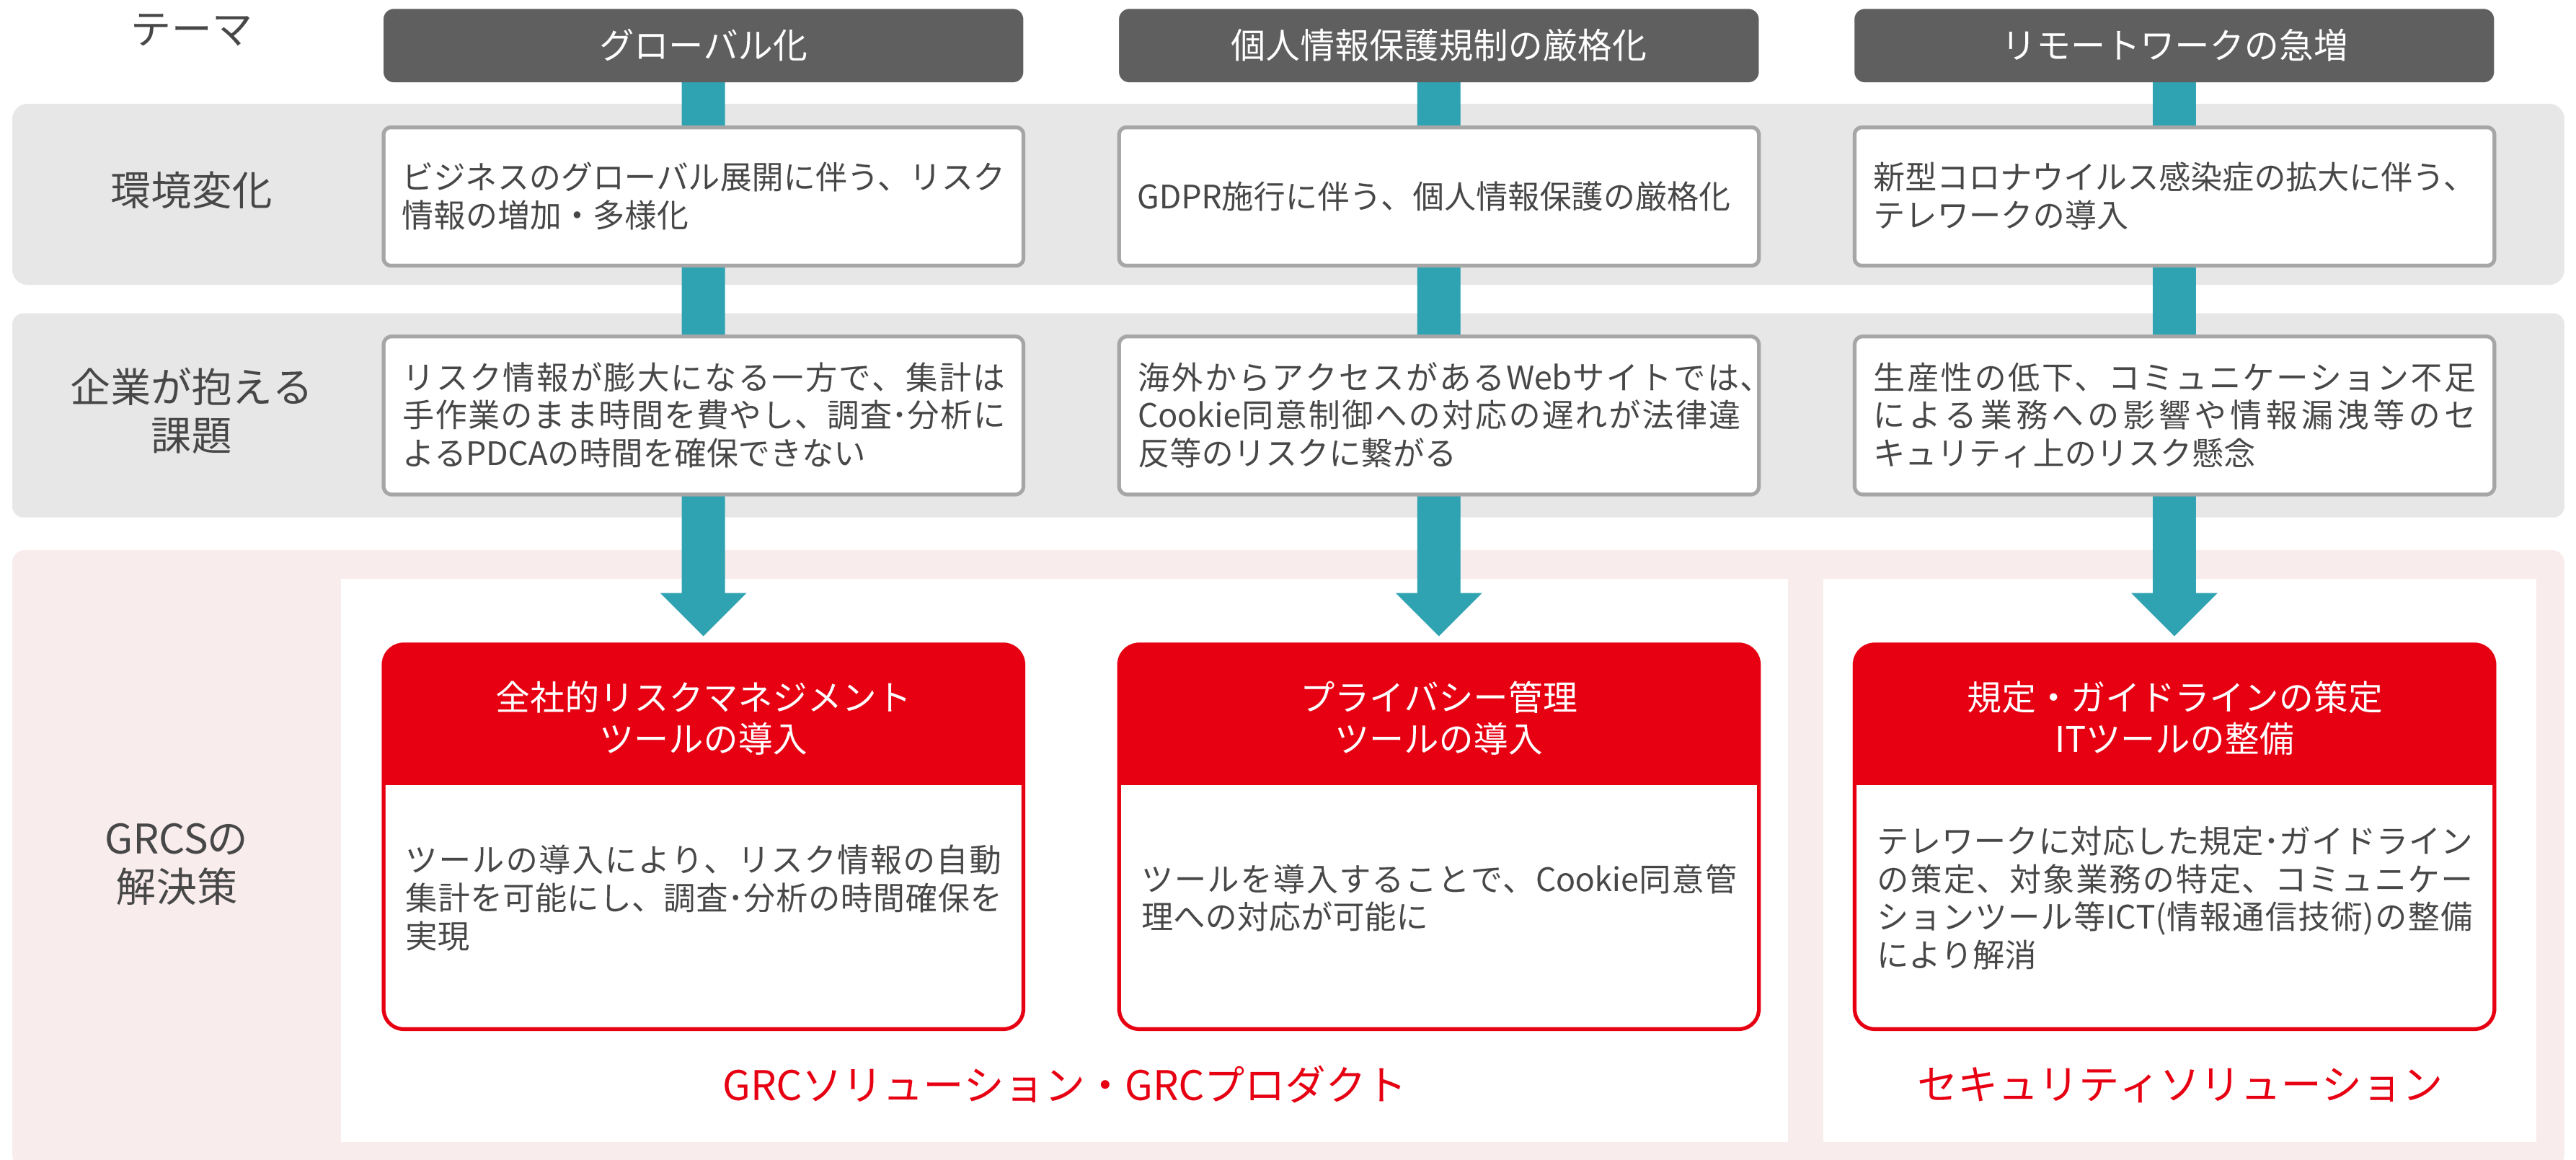 テーマ
グローバル化
個人情報保護規制の厳格化
リモートワークの急増
環境変化
ビジネスのグローバル展開に伴う、リスク
情報の増加・多様化
GDPR施行に伴う、個人情報保護の厳格化
新型コロナウイルス感染症の拡大に伴う、
テレワークの導入
企業が抱える
課題
リスク情報が膨大になる一方で、集計は
手作業のまま時間を費やし、調査･分析に
よるPDCAの時間を確保できない
海外からアクセスがあるWebサイトでは、
Cookie同意制御への対応の遅れが法律違
反等のリスクに繋がる
生産性の低下、コミュニケーション不足
による業務への影響や情報漏洩等のセ
キュリティ上のリスク懸念
GRCSの
解決策
全社的リスクマネジメント
ツールの導入
ツールの導入により、リスク情報の自動
集計を可能にし、調査･分析の時間確保を
実現
プライバシー管理
ツールの導入
ツールを導入することで、Cookie同意管
理への対応が可能に
規定・ガイドラインの策定
ITツールの整備
テレワークに対応した規定･ガイドライン
の策定、対象業務の特定、コミュニケー
ションツール等ICT(情報通信技術)の整備
により解消
GRCソリューション・GRCプロダクト
セキュリティソリューション